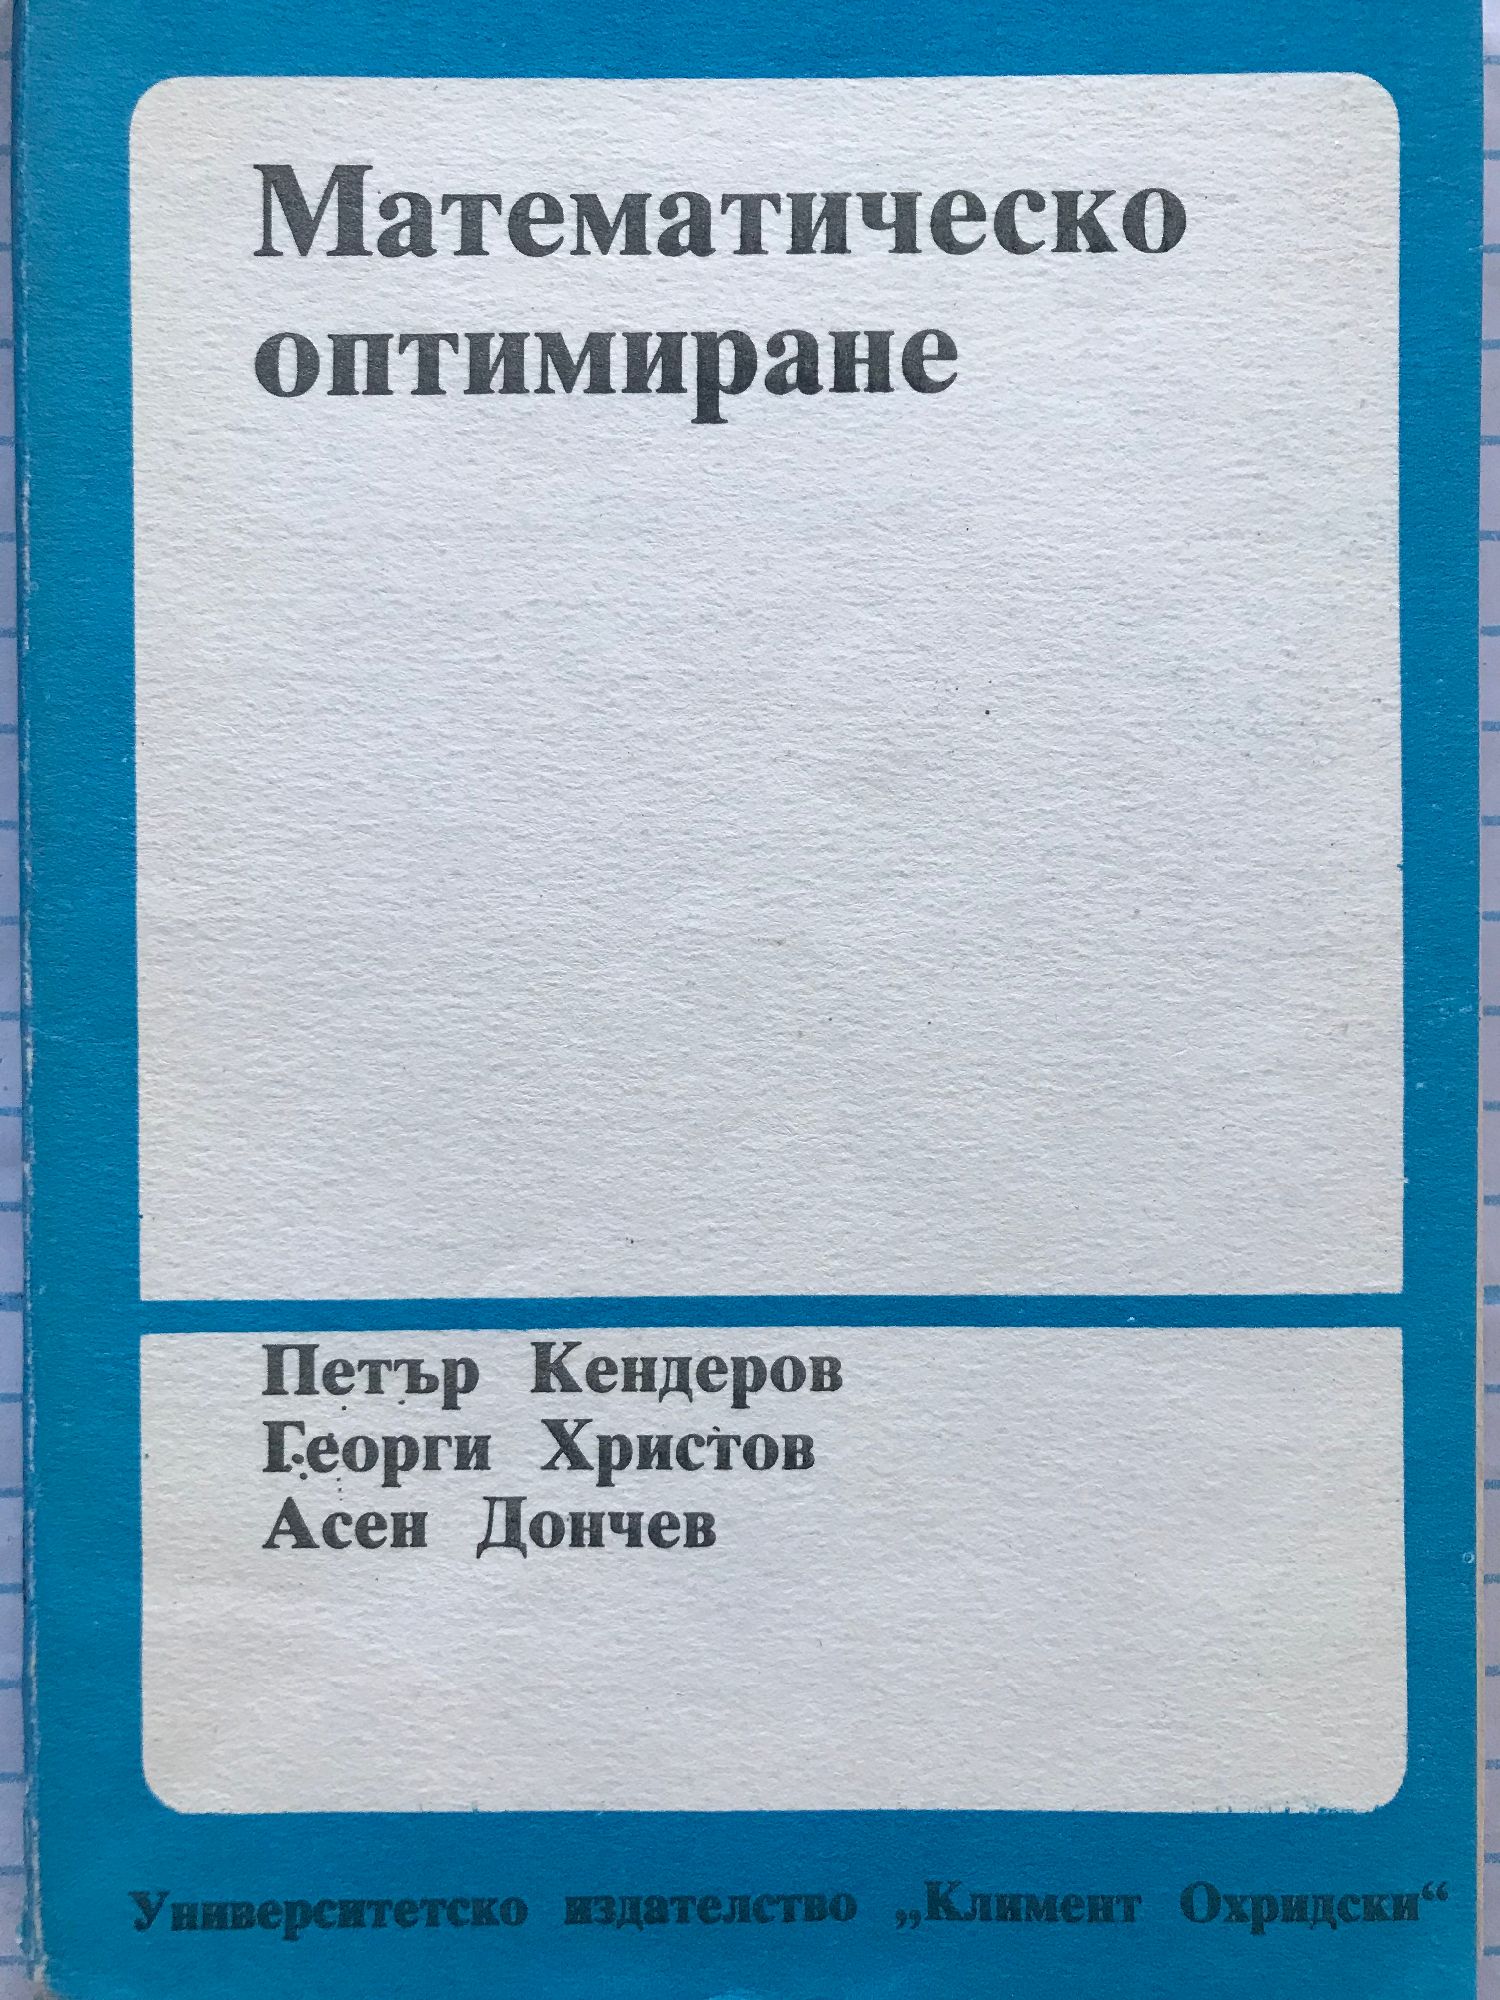 Математическо
оптимиране
Петър Кендеров
Георги Христов
Асен Дончев
Университетско издателство „Климент Охридски“